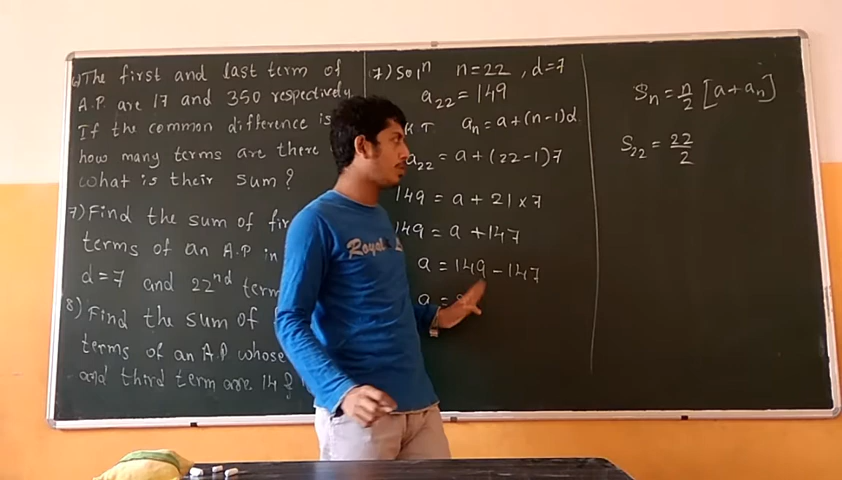 6) The first and last term of
A.P. are 17 and 350 respectively.
If the common difference is
how many terms are there
what is their sum?
7) Find the sum of
terms of an A.P in
d=7 and 22nd term
8) Find the sum of
terms of an A.P whose
and third term are 14 &
7) Soln n=22, d=7
a22 = 149
K.T. an = a+(n-1)d
a22 = a+(22-1)7
149 = a + 21 x 7
149 = a + 147
a = 149 - 147
a =
Royal
Sn = n/2 [a+an]
S22 = 22/2